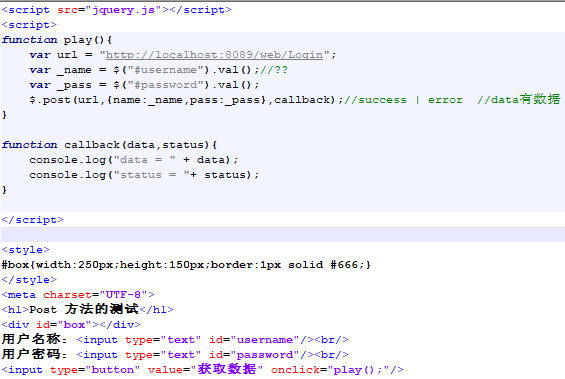 <script src="jquery.js"></script>
<script>
function play(){
    var url = "http://localhost:8089/web/Login";
    var _name = $("#username").val();//??
    var _pass = $("#password").val();
    $.post(url,{name:_name,pass:_pass},callback);//success | error  //data有数据
}
function callback(data,status){
    console.log("data = " + data);
    console.log("status = "+ status);
}
</script>
<style>
#box{width:250px;height:150px;border:1px solid #666;}
</style>
<meta charset="UTF-8">
<h1>Post 方法的测试</h1>
<div id="box"></div>
用户名称：<input type="text" id="username"/><br/>
用户密码：<input type="text" id="password"/><br/>
<input type="button" value="获取数据" onclick="play();"/>